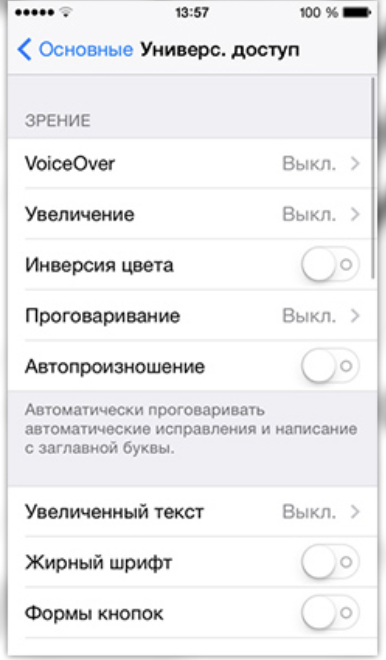 13:57
100 %
Основные Универс. доступ
ЗРЕНИЕ
VoiceOver Выкл.
Увеличение Выкл.
Инверсия цвета
Проговаривание Выкл.
Автопроизношение
Автоматически проговаривать
автоматические исправления и написание
с заглавной буквы.
Увеличенный текст Выкл.
Жирный шрифт
Формы кнопок